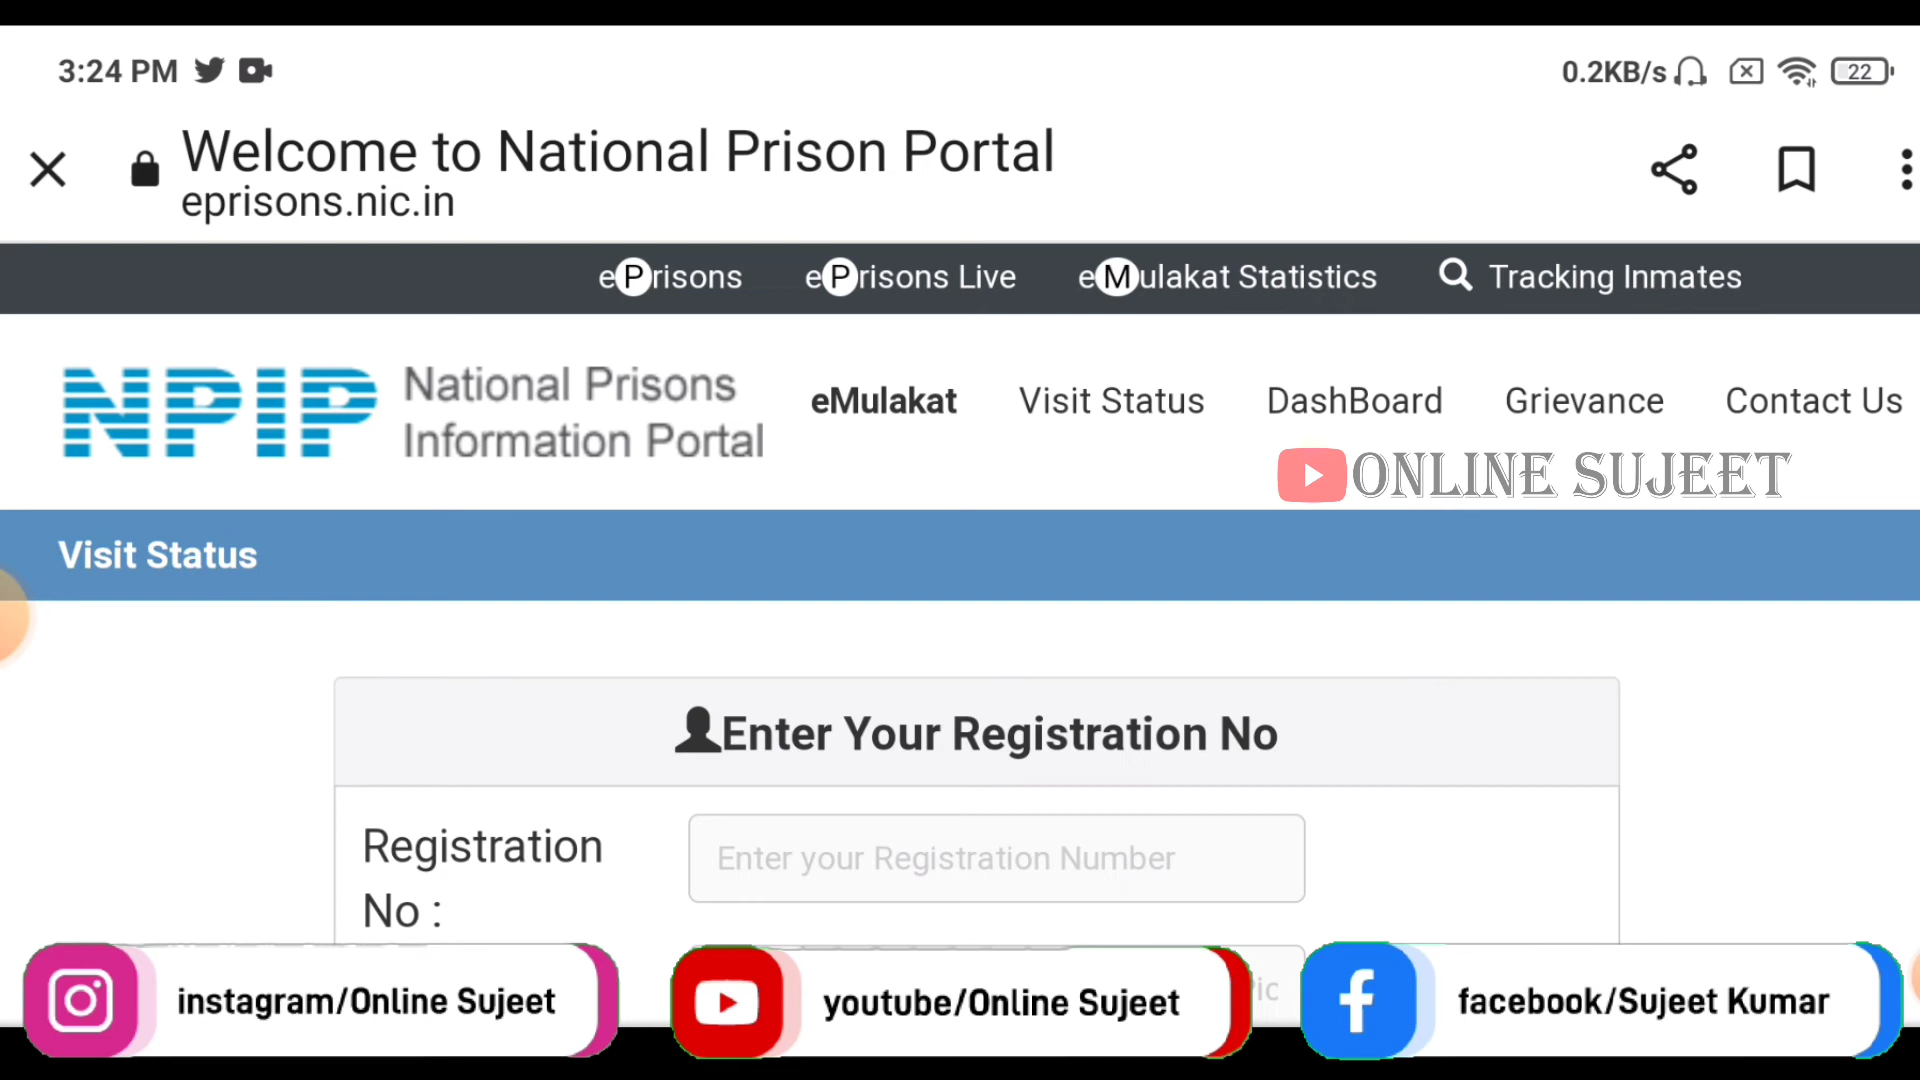 3:24 PM 0.2KB/s 22
Welcome to National Prison Portal
eprisons.nic.in
ePrisons ePrisons Live eMulakat Statistics Tracking Inmates
NPIP National Prisons
Information Portal
eMulakat Visit Status DashBoard Grievance Contact Us
ONLINE SUJEET
Visit Status
Enter Your Registration No
Registration
No :
Enter your Registration Number
instagram/Online Sujeet youtube/Online Sujeet facebook/Sujeet Kumar